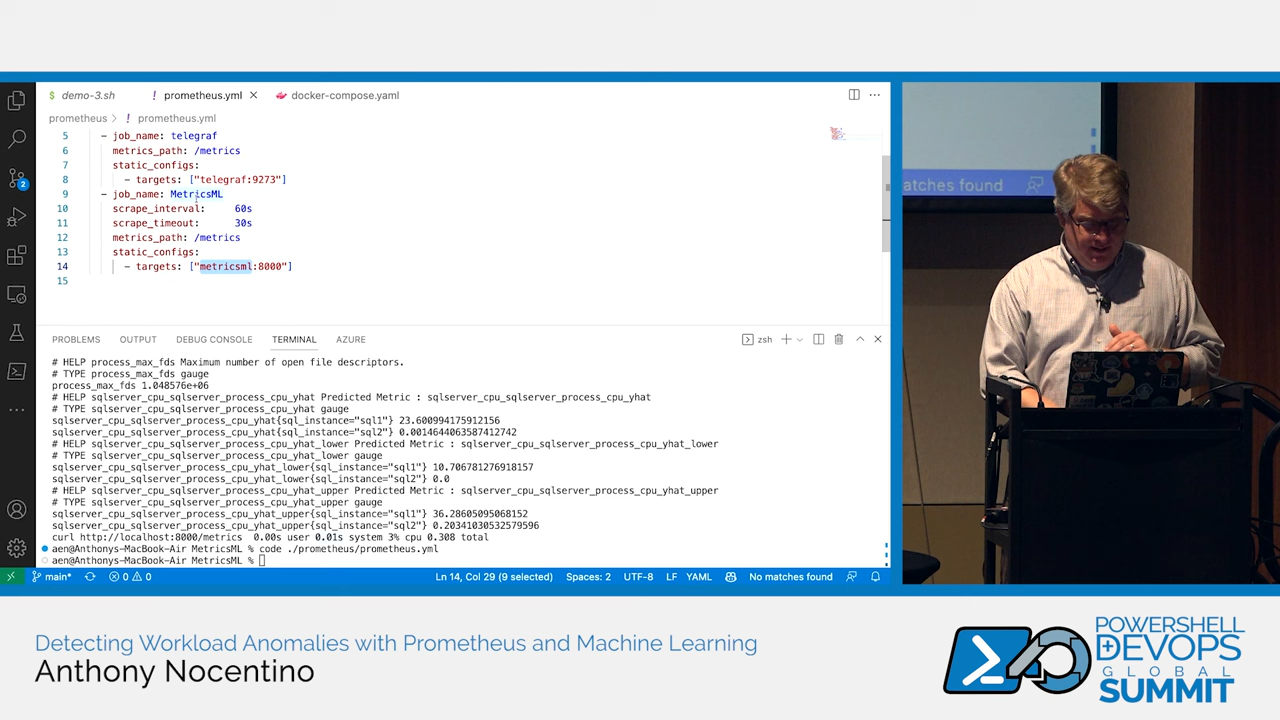 demo-3.sh
prometheus.yml
docker-compose.yaml
prometheus > prometheus.yml
5 - job_name: telegraf
6 metrics_path: /metrics
7 static_configs:
8 - targets: ["telegraf:9273"]
9 - job_name: MetricsML
10 scrape_interval: 60s
11 scrape_timeout: 30s
12 metrics_path: /metrics
13 static_configs:
14 - targets: ["metricsml:8000"]
15
2
PROBLEMS OUTPUT DEBUG CONSOLE TERMINAL AZURE
zsh
# HELP process_max_fds Maximum number of open file descriptors.
# TYPE process_max_fds gauge
process_max_fds 1.048576e+06
# HELP sqlserver_cpu_sqlserver_process_cpu_yhat Predicted Metric : sqlserver_cpu_sqlserver_process_cpu_yhat
# TYPE sqlserver_cpu_sqlserver_process_cpu_yhat gauge
sqlserver_cpu_sqlserver_process_cpu_yhat{sql_instance="sql1"} 23.600994175912156
sqlserver_cpu_sqlserver_process_cpu_yhat{sql_instance="sql2"} 0.0014644063587412742
# HELP sqlserver_cpu_sqlserver_process_cpu_yhat_lower Predicted Metric : sqlserver_cpu_sqlserver_process_cpu_yhat_lower
# TYPE sqlserver_cpu_sqlserver_process_cpu_yhat_lower gauge
sqlserver_cpu_sqlserver_process_cpu_yhat_lower{sql_instance="sql1"} 10.706781276918157
sqlserver_cpu_sqlserver_process_cpu_yhat_lower{sql_instance="sql2"} 0.0
# HELP sqlserver_cpu_sqlserver_process_cpu_yhat_upper Predicted Metric : sqlserver_cpu_sqlserver_process_cpu_yhat_upper
# TYPE sqlserver_cpu_sqlserver_process_cpu_yhat_upper gauge
sqlserver_cpu_sqlserver_process_cpu_yhat_upper{sql_instance="sql1"} 36.28605095068152
sqlserver_cpu_sqlserver_process_cpu_yhat_upper{sql_instance="sql2"} 0.20341030532579596
curl http://localhost:8000/metrics 0.00s user 0.01s system 3% cpu 0.308 total
aen@Anthonys-MacBook-Air MetricsML % code ./prometheus/prometheus.yml
aen@Anthonys-MacBook-Air MetricsML %
main* 0 0 Ln 14, Col 29 (9 selected) Spaces: 2 UTF-8 LF YAML No matches found
atches found
Detecting Workload Anomalies with Prometheus and Machine Learning
Anthony Nocentino
POWERSHELL
DEVOPS
GLOBAL
SUMMIT